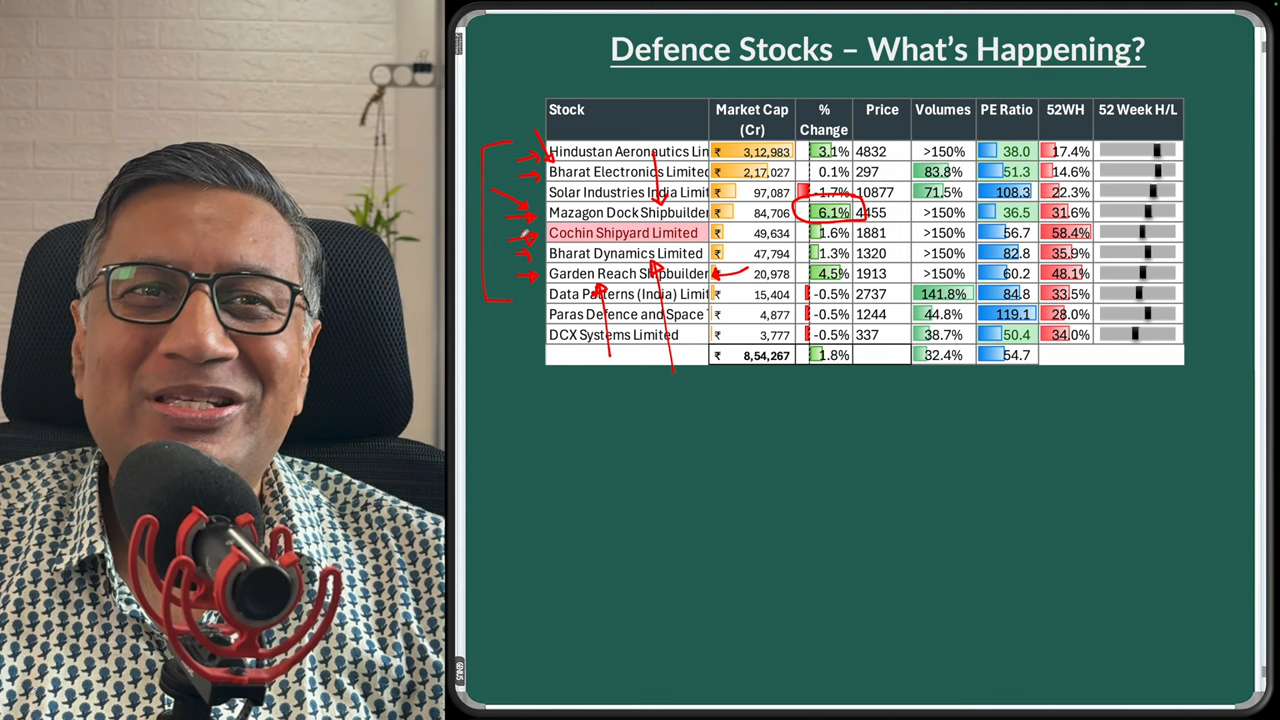 Defence Stocks – What's Happening?
Stock Market Cap (Cr) % Change Price Volumes PE Ratio 52WH 52 Week H/L
Hindustan Aeronautics Lim ₹ 3,12,983 3.1% 4832 >150% 38.0 17.4%
Bharat Electronics Limited ₹ 2,17,027 0.1% 297 83.8% 51.3 14.6%
Solar Industries India Limit ₹ 97,087 -1.7% 10877 71.5% 108.3 22.3%
Mazagon Dock Shipbuilder ₹ 84,706 6.1% 4455 >150% 36.5 31.6%
Cochin Shipyard Limited ₹ 49,634 1.6% 1881 >150% 56.7 58.4%
Bharat Dynamics Limited ₹ 47,794 1.3% 1320 >150% 82.8 35.9%
Garden Reach Shipbuilder ₹ 20,978 4.5% 1913 >150% 60.2 48.1%
Data Patterns (India) Limit ₹ 15,404 -0.5% 2737 141.8% 84.8 33.5%
Paras Defence and Space ₹ 4,877 -0.5% 1244 44.8% 119.1 28.0%
DCX Systems Limited ₹ 3,777 -0.5% 337 38.7% 50.4 34.0%
₹ 8,54,267 1.8% 32.4% 54.7